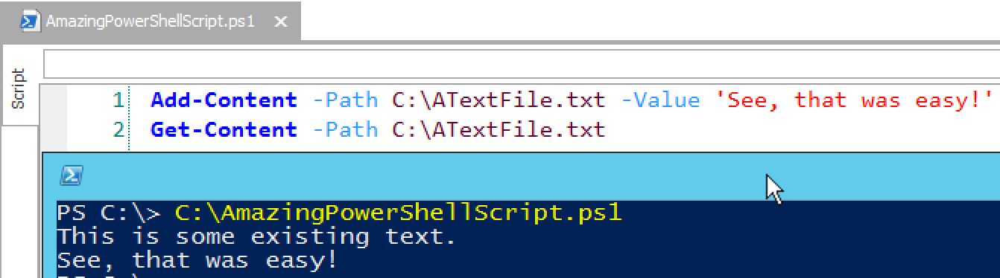 AmazingPowerShellScript.ps1
Script
1 Add-Content -Path C:\ATextFile.txt -Value 'See, that was easy!'
2 Get-Content -Path C:\ATextFile.txt
PS C:\> C:\AmazingPowerShellScript.ps1
This is some existing text.
See, that was easy!